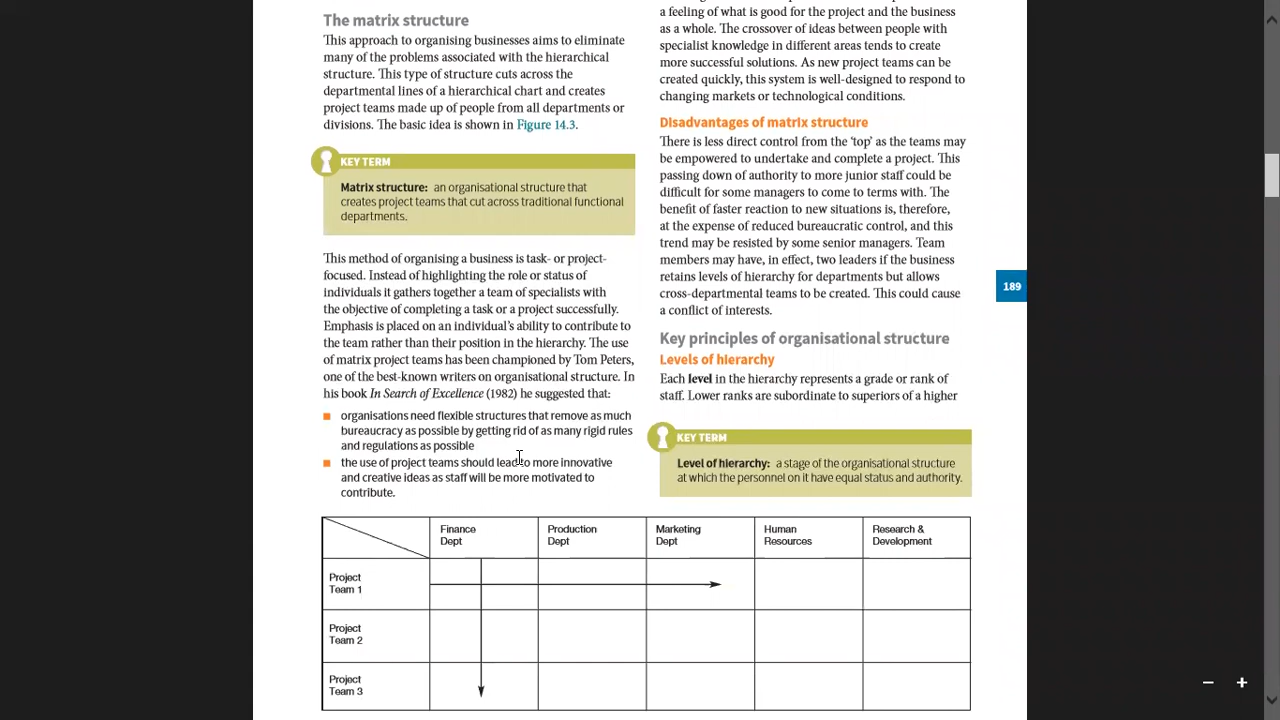 The matrix structure
This approach to organising businesses aims to eliminate
many of the problems associated with the hierarchical
structure. This type of structure cuts across the
departmental lines of a hierarchical chart and creates
project teams made up of people from all departments or
divisions. The basic idea is shown in Figure 14.3.
KEY TERM
Matrix structure: an organisational structure that
creates project teams that cut across traditional functional
departments.
This method of organising a business is task- or project-
focused. Instead of highlighting the role or status of
individuals it gathers together a team of specialists with
the objective of completing a task or a project successfully.
Emphasis is placed on an individual's ability to contribute to
the team rather than their position in the hierarchy. The use
of matrix project teams has been championed by Tom Peters,
one of the best-known writers on organisational structure. In
his book In Search of Excellence (1982) he suggested that:
organisations need flexible structures that remove as much
bureaucracy as possible by getting rid of as many rigid rules
and regulations as possible
the use of project teams should lead to more innovative
and creative ideas as staff will be more motivated to
contribute.
a feeling of what is good for the project and the business
as a whole. The crossover of ideas between people with
specialist knowledge in different areas tends to create
more successful solutions. As new project teams can be
created quickly, this system is well-designed to respond to
changing markets or technological conditions.
Disadvantages of matrix structure
There is less direct control from the 'top' as the teams may
be empowered to undertake and complete a project. This
passing down of authority to more junior staff could be
difficult for some managers to come to terms with. The
benefit of faster reaction to new situations is, therefore,
at the expense of reduced bureaucratic control, and this
trend may be resisted by some senior managers. Team
members may have, in effect, two leaders if the business
retains levels of hierarchy for departments but allows
cross-departmental teams to be created. This could cause
a conflict of interests.
189
Key principles of organisational structure
Levels of hierarchy
Each level in the hierarchy represents a grade or rank of
staff. Lower ranks are subordinate to superiors of a higher
KEY TERM
Level of hierarchy: a stage of the organisational structure
at which the personnel on it have equal status and authority.
Finance
Dept
Production
Dept
Marketing
Dept
Human
Resources
Research &
Development
Project
Team 1
Project
Team 2
Project
Team 3